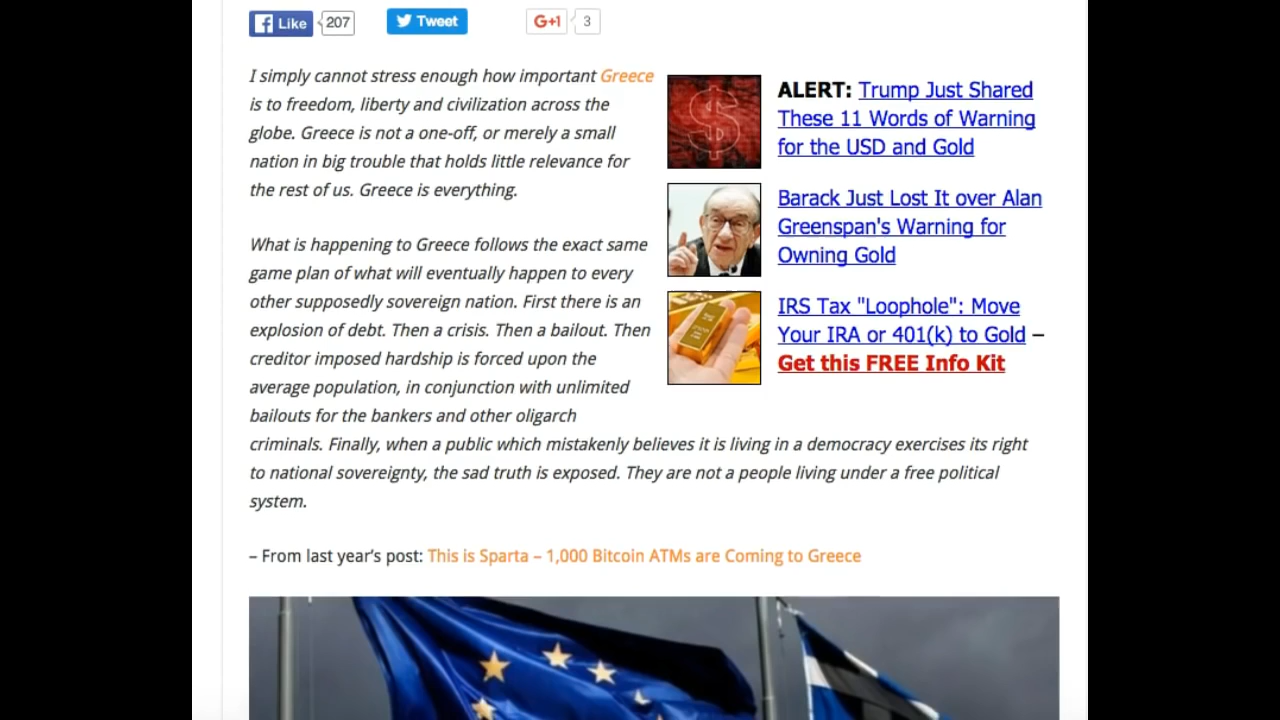 Like 207 Tweet G+1 3
I simply cannot stress enough how important Greece
is to freedom, liberty and civilization across the
globe. Greece is not a one-off, or merely a small
nation in big trouble that holds little relevance for
the rest of us. Greece is everything.
What is happening to Greece follows the exact same
game plan of what will eventually happen to every
other supposedly sovereign nation. First there is an
explosion of debt. Then a crisis. Then a bailout. Then
creditor imposed hardship is forced upon the
average population, in conjunction with unlimited
bailouts for the bankers and other oligarch
criminals. Finally, when a public which mistakenly believes it is living in a democracy exercises its right
to national sovereignty, the sad truth is exposed. They are not a people living under a free political
system.
– From last year's post: This is Sparta – 1,000 Bitcoin ATMs are Coming to Greece
ALERT: Trump Just Shared
These 11 Words of Warning
for the USD and Gold
Barack Just Lost It over Alan
Greenspan's Warning for
Owning Gold
IRS Tax "Loophole": Move
Your IRA or 401(k) to Gold –
Get this FREE Info Kit